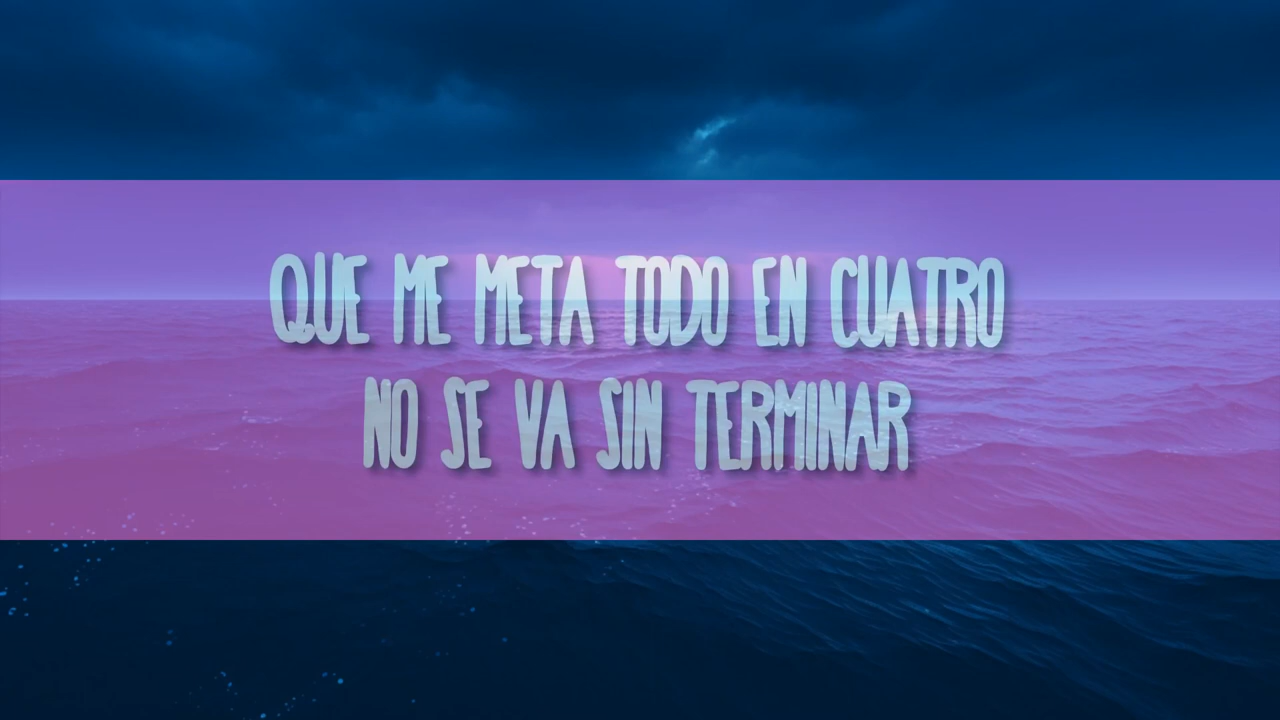 QUE ME META TODO EN CUATRO
NO SE VA SIN TERMINAR